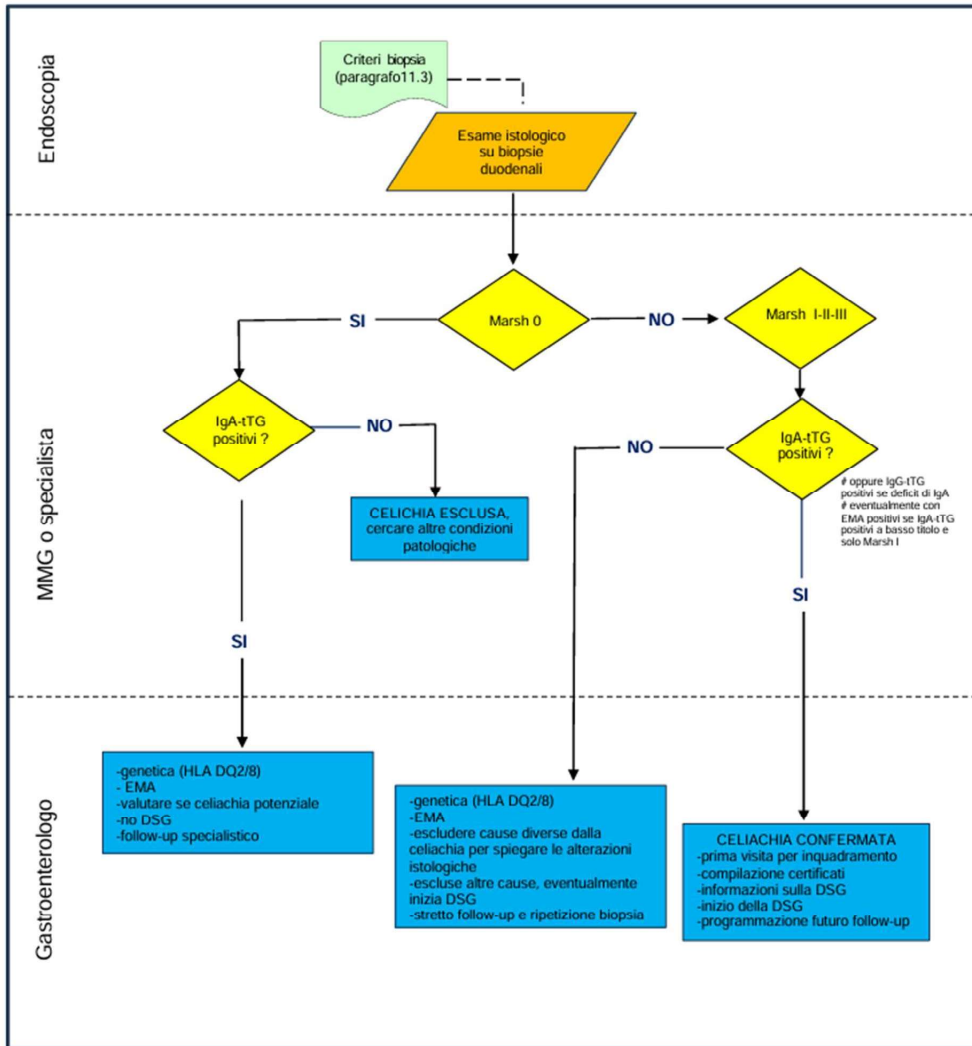 Endoscopia
Criteri biopsia
(paragrafo11.3)
Esame istologico
su biopsie
duodenali
MMG o specialista
Marsh 0
SI
NO
Marsh I-II-III
IgA-tTG
positivi ?
NO
CELICHIA ESCLUSA,
cercare altre condizioni
patologiche
SI
IgA-tTG
positivi ?
NO
# oppure IgG-tTG
positivi se deficit di IgA
# eventualmente con
EMA positivi se IgA-tTG
positivi a basso titolo e
solo Marsh I
SI
Gastroenterologo
-genetica (HLA DQ2/8)
- EMA
-valutare se celiachia potenziale
-no DSG
-follow-up specialistico
-genetica (HLA DQ2/8)
-EMA
-escludere cause diverse dalla
celiachia per spiegare le alterazioni
istologiche
-escluse altre cause, eventualmente
inizia DSG
-stretto follow-up e ripetizione biopsia
CELIACHIA CONFERMATA
-prima visita per inquadramento
-compilazione certificati
-informazioni sulla DSG
-inizio della DSG
-programmazione futuro follow-up